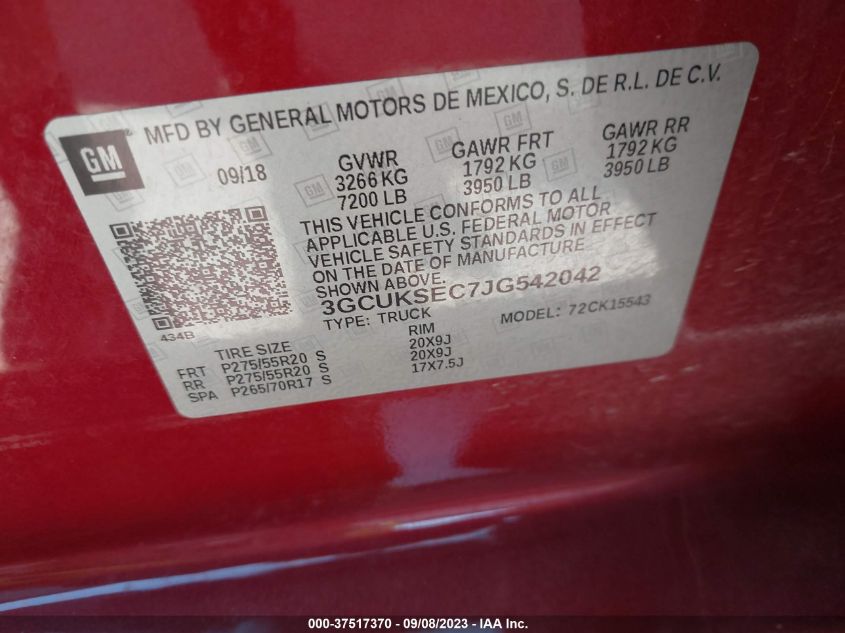 MFD BY GENERAL MOTORS DE MEXICO, S. DE R.L. DE C.V.
GM
09/18
GVWR
3266 KG
7200 LB
GAWR FRT
1792 KG
3950 LB
GAWR RR
1792 KG
3950 LB
THIS VEHICLE CONFORMS TO ALL
APPLICABLE U.S. FEDERAL MOTOR
VEHICLE SAFETY STANDARDS IN EFFECT
ON THE DATE OF MANUFACTURE
SHOWN ABOVE.
3GCUKSEC7JG542042
434B
TYPE: TRUCK
MODEL: 72CK15543
TIRE SIZE RIM
FRT P275/55R20 S 20X9J
RR P275/55R20 S 20X9J
SPA P265/70R17 S 17X7.5J
000-37517370 - 09/08/2023 - IAA Inc.